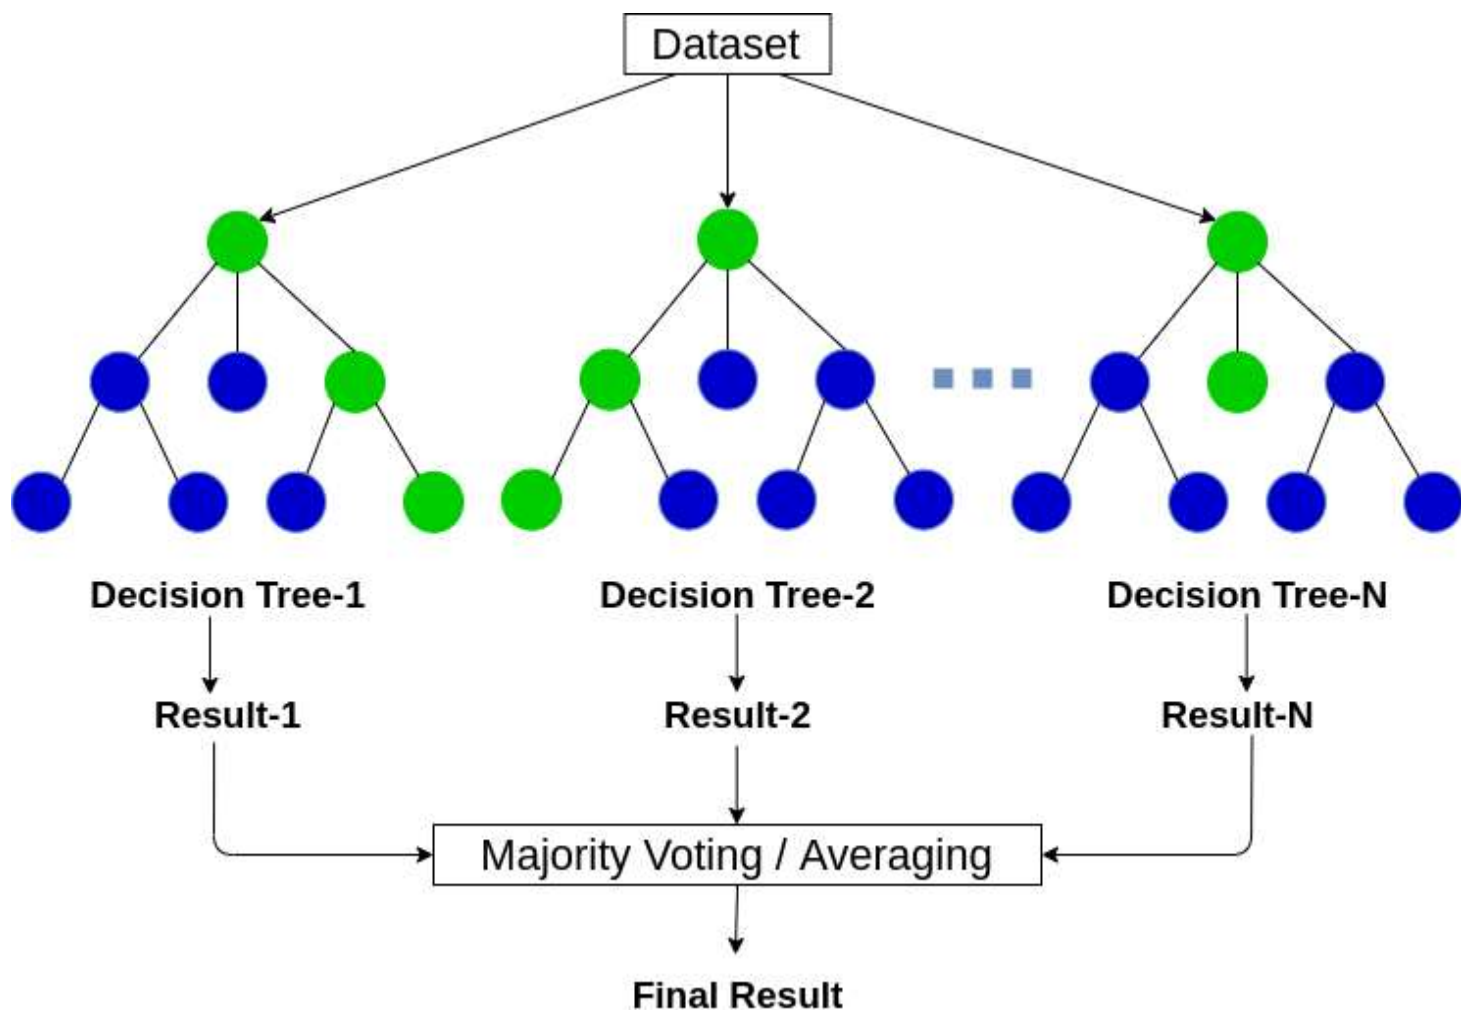 Dataset
Decision Tree-1
Decision Tree-2
Decision Tree-N
Result-1
Result-2
Result-N
Majority Voting / Averaging
Final Result